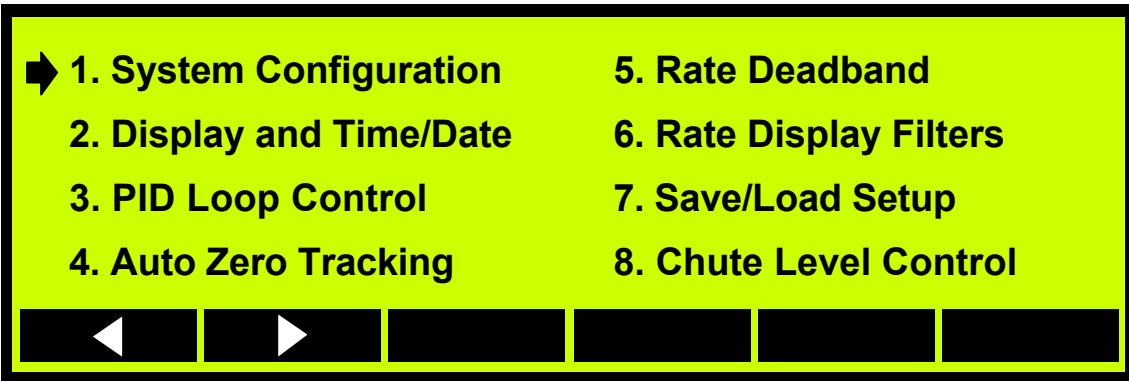 1. System Configuration
2. Display and Time/Date
3. PID Loop Control
4. Auto Zero Tracking
5. Rate Deadband
6. Rate Display Filters
7. Save/Load Setup
8. Chute Level Control